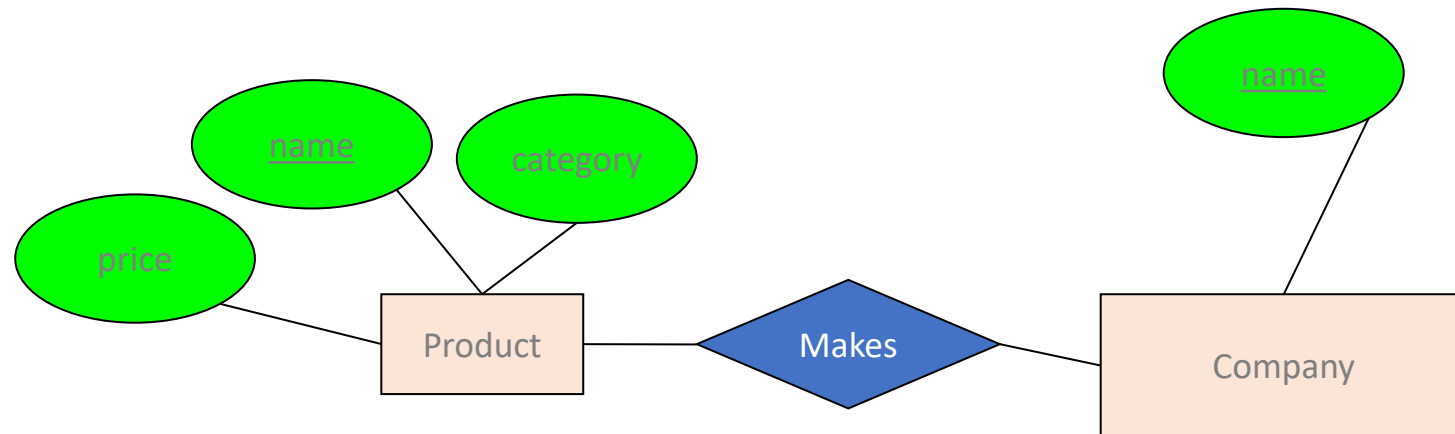 name
name
category
price
Product
Makes
Company